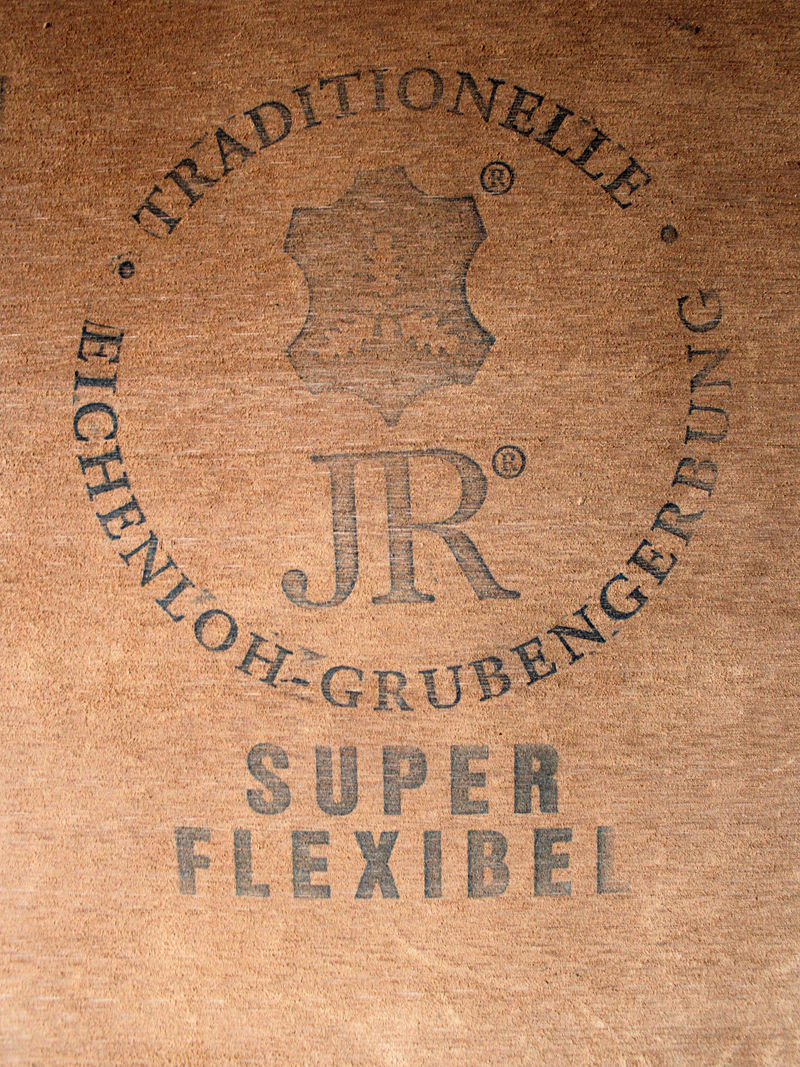 • TRADITIONELLE •
®
JR®
EICHENLOH-GRUBENGERBUNG
SUPER
FLEXIBEL